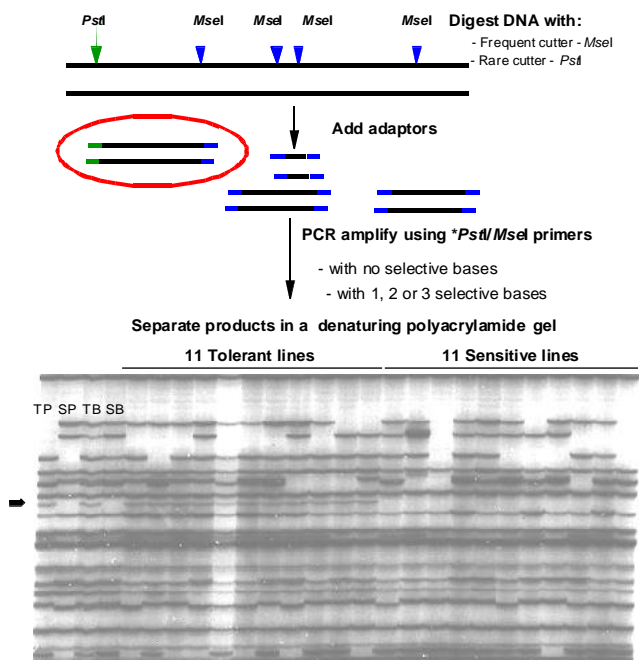 PstI MseI MseI MseI MseI Digest DNA with:
- Frequent cutter - MseI
- Rare cutter - PstI
Add adaptors
PCR amplify using *PstI/MseI primers
- with no selective bases
- with 1, 2 or 3 selective bases
Separate products in a denaturing polyacrylamide gel
11 Tolerant lines 11 Sensitive lines
TP SP TB SB